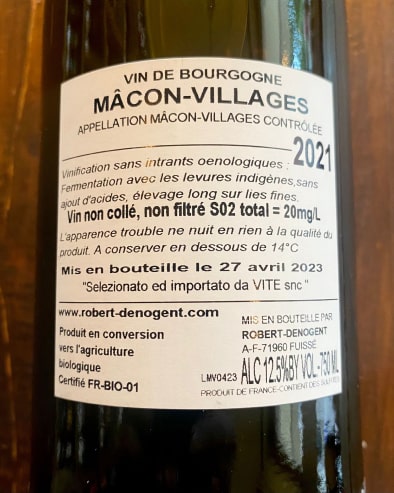 VIN DE BOURGOGNE
MÂCON-VILLAGES
APPELLATION MÂCON-VILLAGES CONTRÔLÉE
2021
Vinification sans intrants oenologiques :
Fermentation avec les levures indigènes,sans
ajout d'acides, élevage long sur lies fines.
Vin non collé, non filtré S02 total = 20mg/L
L'apparence trouble ne nuit en rien à la qualité du
produit. A conserver en dessous de 14°C
Mis en bouteille le 27 avril 2023
"Selezionato ed importato da VITE snc "
www.robert-denogent.com
Produit en conversion
vers l'agriculture
biologique
Certifié FR-BIO-01
MIS EN BOUTEILLE PAR
ROBERT-DENOGENT
A-F-71960 FUISSÉ
LMV0423 ALC 12.5%BY VOL.-750 ML
PRODUIT DE FRANCE-CONTIENT DES SULFITES